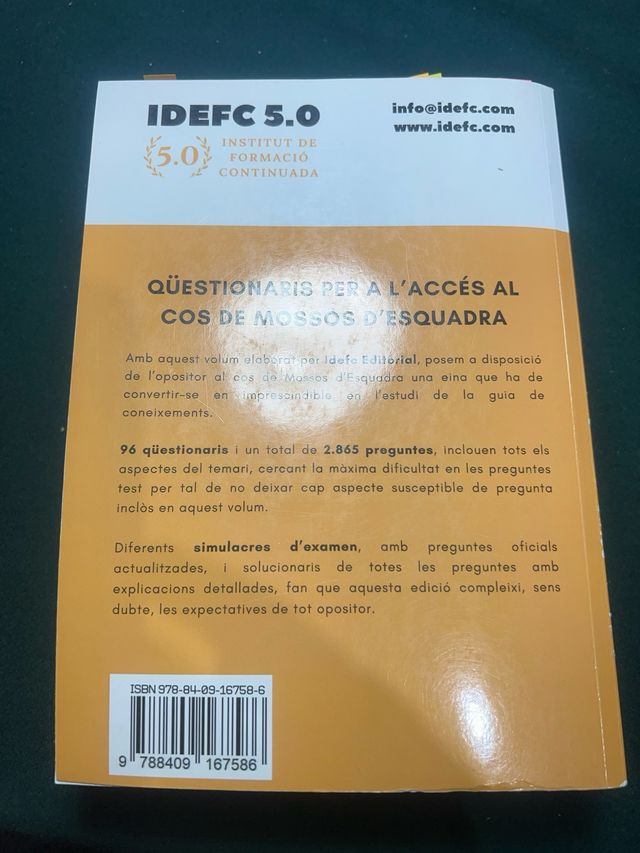 IDEFC 5.0
5.0
INSTITUT DE
FORMACIÓ
CONTINUADA
info@idefc.com
www.idefc.com
QÜESTIONARIS PER A L'ACCÉS AL
COS DE MOSSOS D'ESQUADRA
Amb aquest volum elaborat per Idefc Editorial, posem a disposició
de l'opositor al cos de Mossos d'Esquadra una eina que ha de
convertir-se en imprescindible en l'estudi de la guia de
coneixements.
96 qüestionaris i un total de 2.865 preguntes, inclouen tots els
aspectes del temari, cercant la màxima dificultat en les preguntes
test per tal de no deixar cap aspecte susceptible de pregunta
inclòs en aquest volum.
Diferents simulacres d'examen, amb preguntes oficials
actualitzades, i solucionaris de totes les preguntes amb
explicacions detallades, fan que aquesta edició compleixi, sens
dubte, les expectatives de tot opositor.
ISBN 978-84-09-16758-6
9 788409 167586